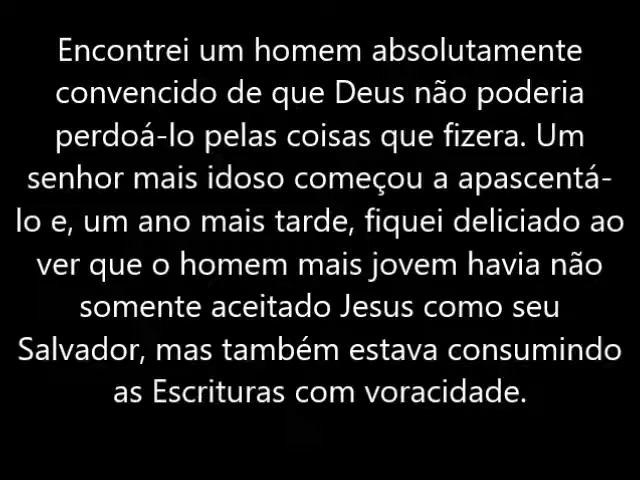 Encontrei um homem absolutamente
convencido de que Deus não poderia
perdoá-lo pelas coisas que fizera. Um
senhor mais idoso começou a apascentá-
lo e, um ano mais tarde, fiquei deliciado ao
ver que o homem mais jovem havia não
somente aceitado Jesus como seu
Salvador, mas também estava consumindo
as Escrituras com voracidade.